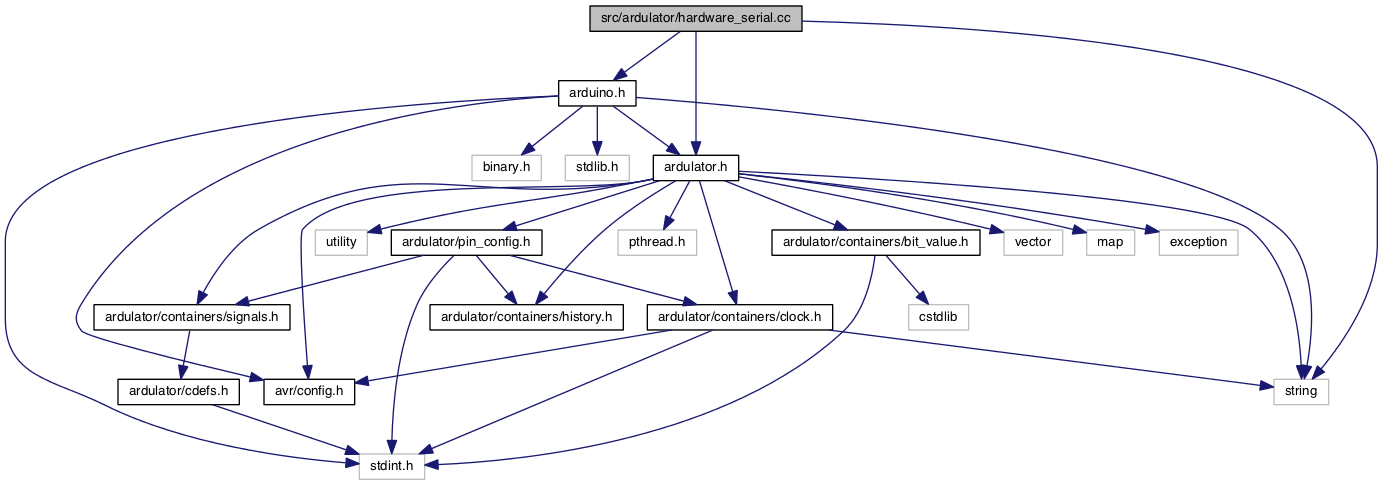 src/ardulator/hardware_serial.cc
arduino.h
binary.h
stdlib.h
ardulator.h
utility
ardulator/pin_config.h
pthread.h
ardulator/containers/bit_value.h
vector
map
exception
ardulator/containers/signals.h
ardulator/containers/history.h
ardulator/containers/clock.h
cstdlib
ardulator/cdefs.h
avr/config.h
string
stdint.h